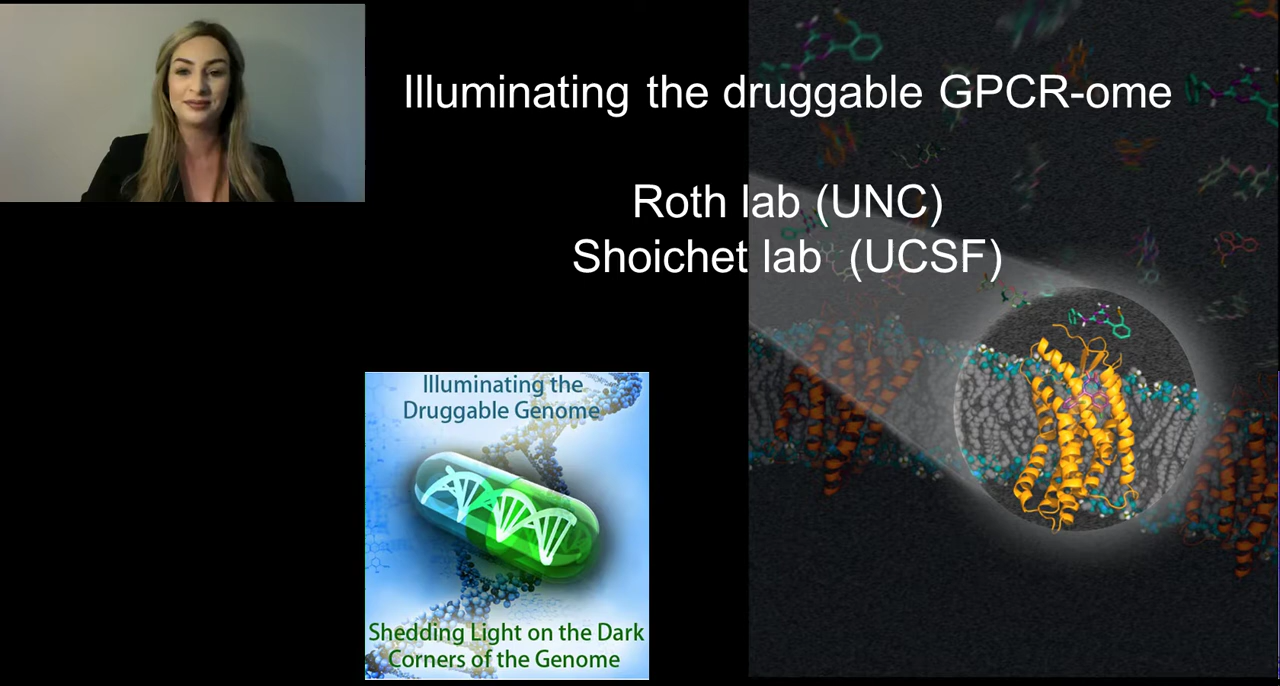 Illuminating the druggable GPCR-ome
Roth lab (UNC)
Shoichet lab (UCSF)
Illuminating the
Druggable Genome
Shedding Light on the Dark
Corners of the Genome